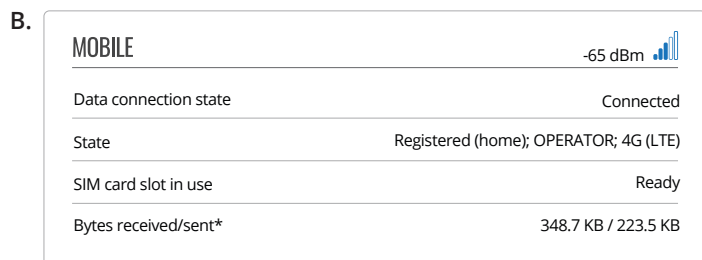 B.
MOBILE -65 dBm
Data connection state Connected
State Registered (home); OPERATOR; 4G (LTE)
SIM card slot in use Ready
Bytes received/sent* 348.7 KB / 223.5 KB